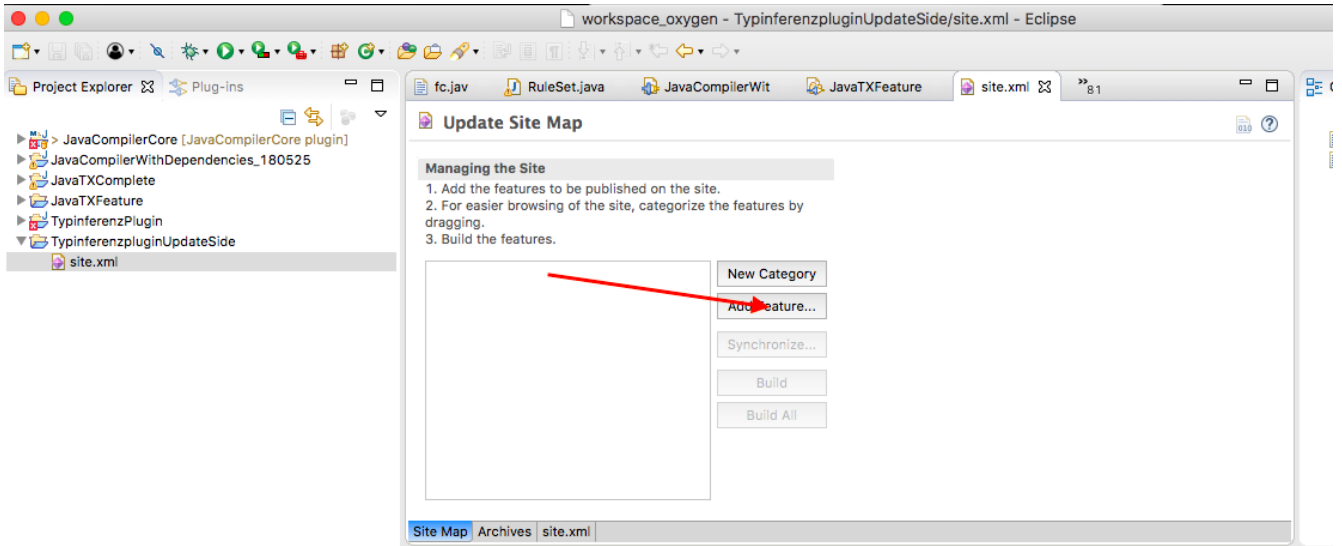 workspace_oxygen - TypinferenzpluginUpdateSide/site.xml - Eclipse
Project Explorer Plug-ins
fc.jav RuleSet.java JavaCompilerWit JavaTXFeature site.xml »81
Update Site Map
> JavaCompilerCore [JavaCompilerCore plugin]
JavaCompilerWithDependencies_180525
JavaTXComplete
JavaTXFeature
TypinferenzPlugin
TypinferenzpluginUpdateSide
site.xml
Managing the Site
1. Add the features to be published on the site.
2. For easier browsing of the site, categorize the features by
dragging.
3. Build the features.
New Category
Add Feature...
Synchronize...
Build
Build All
Site Map Archives site.xml